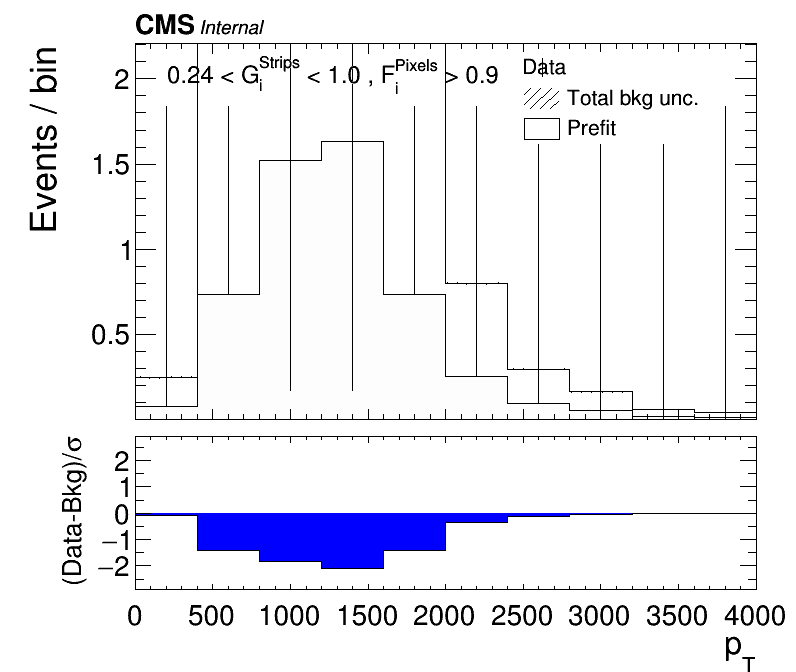 CMS Internal
0.24 < G_i^Strips < 1.0 , F_i^Pixels > 0.9
Data
Total bkg unc.
Prefit
Events / bin
2
1.5
1
0.5
(Data-Bkg)/σ
2
1
0
−1
−2
0 500 1000 1500 2000 2500 3000 3500 4000
p_T